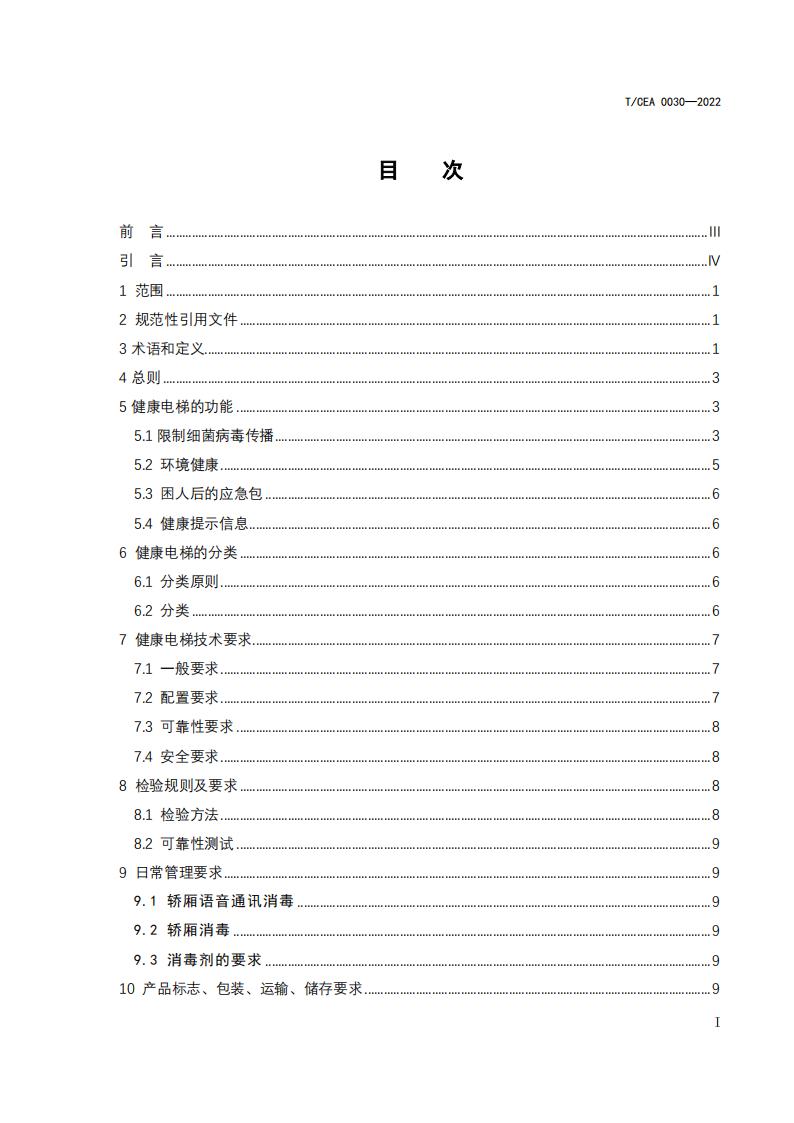 T/CEA 0030—2022
目 次
前 言........................III
引 言........................IV
1 范围........................1
2 规范性引用文件........................1
3 术语和定义........................1
4 总则........................3
5 健康电梯的功能........................3
5.1 限制细菌病毒传播........................3
5.2 环境健康........................5
5.3 困人后的应急包........................6
5.4 健康提示信息........................6
6 健康电梯的分类........................6
6.1 分类原则........................6
6.2 分类........................6
7 健康电梯技术要求........................7
7.1 一般要求........................7
7.2 配置要求........................7
7.3 可靠性要求........................8
7.4 安全要求........................8
8 检验规则及要求........................8
8.1 检验方法........................8
8.2 可靠性测试........................9
9 日常管理要求........................9
9.1 轿厢语音通讯消毒........................9
9.2 轿厢消毒........................9
9.3 消毒剂的要求........................9
10 产品标志、包装、运输、储存要求........................9
I